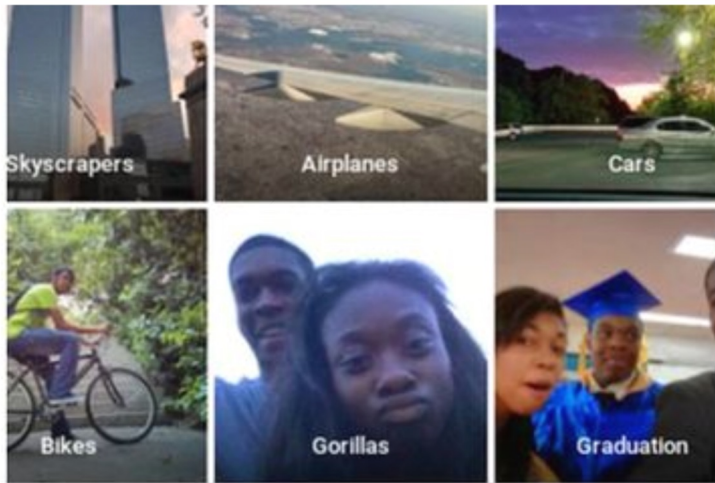 Skyscrapers
Airplanes
Cars
Bikes
Gorillas
Graduation